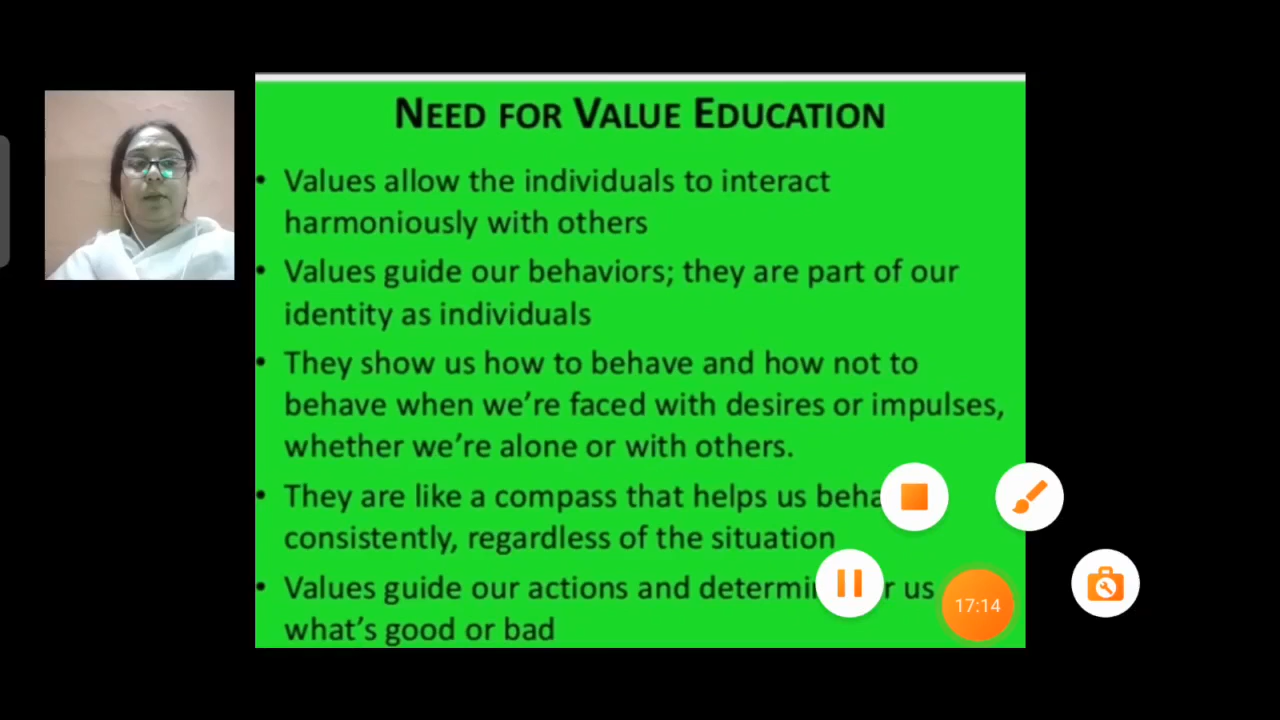 NEED FOR VALUE EDUCATION
• Values allow the individuals to interact
harmoniously with others
• Values guide our behaviors; they are part of our
identity as individuals
• They show us how to behave and how not to
behave when we’re faced with desires or impulses,
whether we’re alone or with others.
• They are like a compass that helps us
consistently, regardless of the situation
• Values guide our actions and us
what’s good or bad
17:14